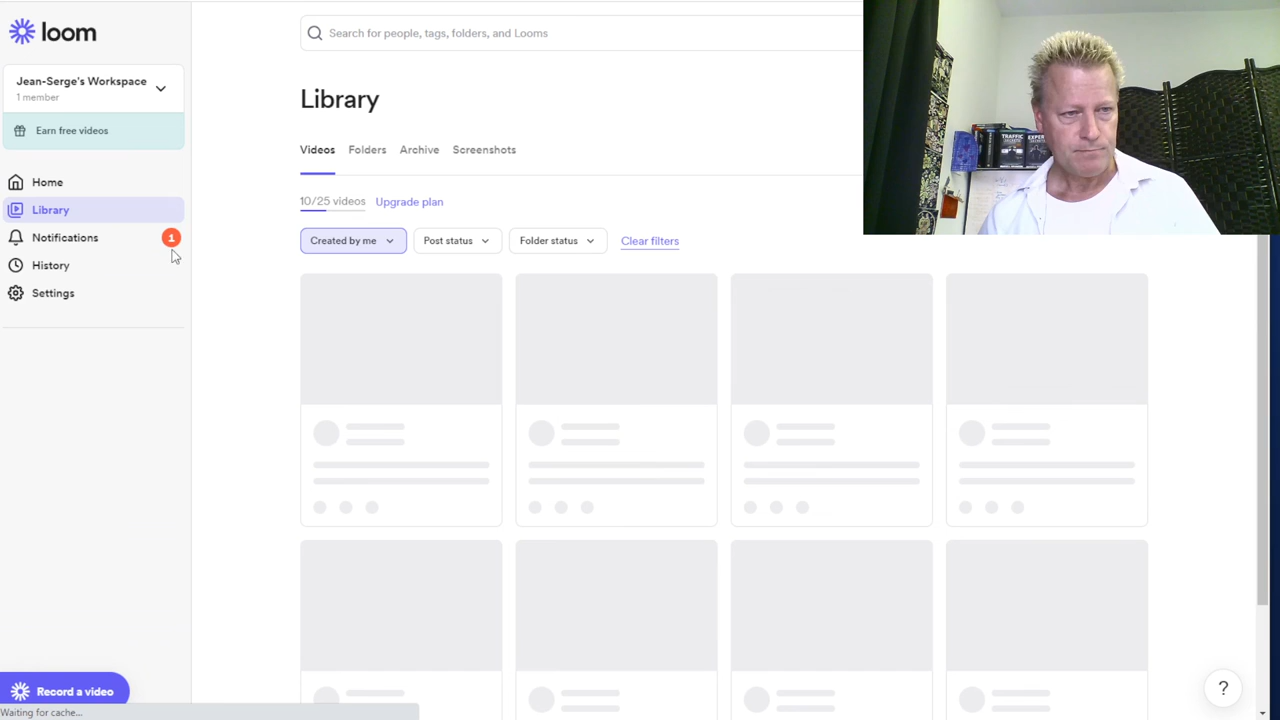 loom
Search for people, tags, folders, and Looms
Jean-Serge's Workspace
1 member
Earn free videos
Home
Library
Notifications
1
History
Settings
Library
Videos
Folders
Archive
Screenshots
10/25 videos
Upgrade plan
Created by me
Post status
Folder status
Clear filters
TRAFFIC
Record a video
?
Waiting for cache...